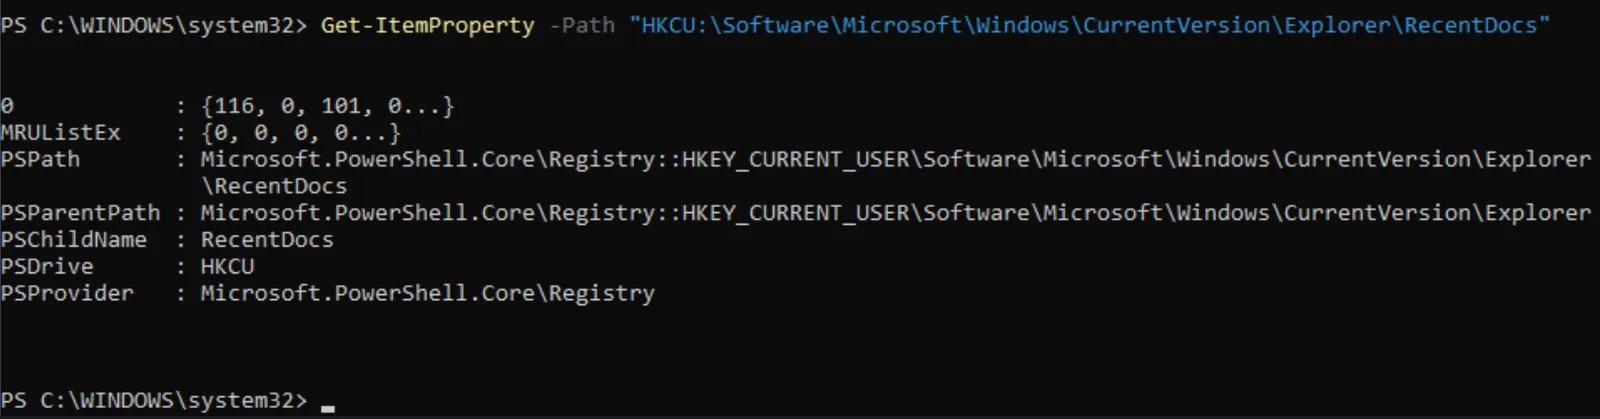 PS C:\WINDOWS\system32> Get-ItemProperty -Path "HKCU:\Software\Microsoft\Windows\CurrentVersion\Explorer\RecentDocs"
0            : {116, 0, 101, 0...}
MRUListEx    : {0, 0, 0, 0...}
PSPath       : Microsoft.PowerShell.Core\Registry::HKEY_CURRENT_USER\Software\Microsoft\Windows\CurrentVersion\Explorer
               \RecentDocs
PSParentPath : Microsoft.PowerShell.Core\Registry::HKEY_CURRENT_USER\Software\Microsoft\Windows\CurrentVersion\Explorer
PSChildName  : RecentDocs
PSDrive      : HKCU
PSProvider   : Microsoft.PowerShell.Core\Registry
PS C:\WINDOWS\system32> _